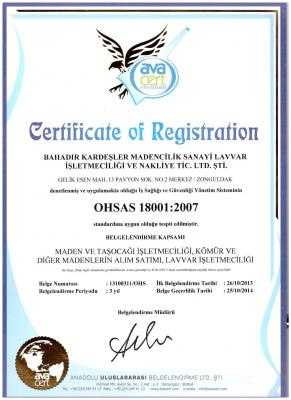 ava
cert
Certificate of Registration
BAHADIR KARDEŞLER MADENCİLİK SANAYİ LAVVAR
İŞLETMECİLİĞİ VE NAKLİYE TİC. LTD. ŞTİ.
GELİK ESEN MAH. 13 PAVYON SOK. NO:2 MERKEZ / ZONGULDAK
denetlenmiş ve uygulamakta olduğu İş Sağlığı ve Güvenliği Yönetim Sisteminin
OHSAS 18001:2007
standardına uygun olduğu tespit edilmiştir.
BELGELENDİRME KAPSAMI
MADEN VE TAŞOCAĞI İŞLETMECİLİĞİ, KÖMÜR VE
DİĞER MADENLERİN ALIM SATIMI, LAVVAR İŞLETMECİLİĞİ
Belge Numarası : 13100311/OHS İlk Belgelendirme Tarihi : 26/10/2013
Belgelendirme Periyodu : 3 yd Belge Geçerlilik Tarihi : 25/10/2014
Belgelendirme Müdürü
ava
cert
ANADOLU ULUSLARARASI BELGELENDİRME LTD. ŞTİ.